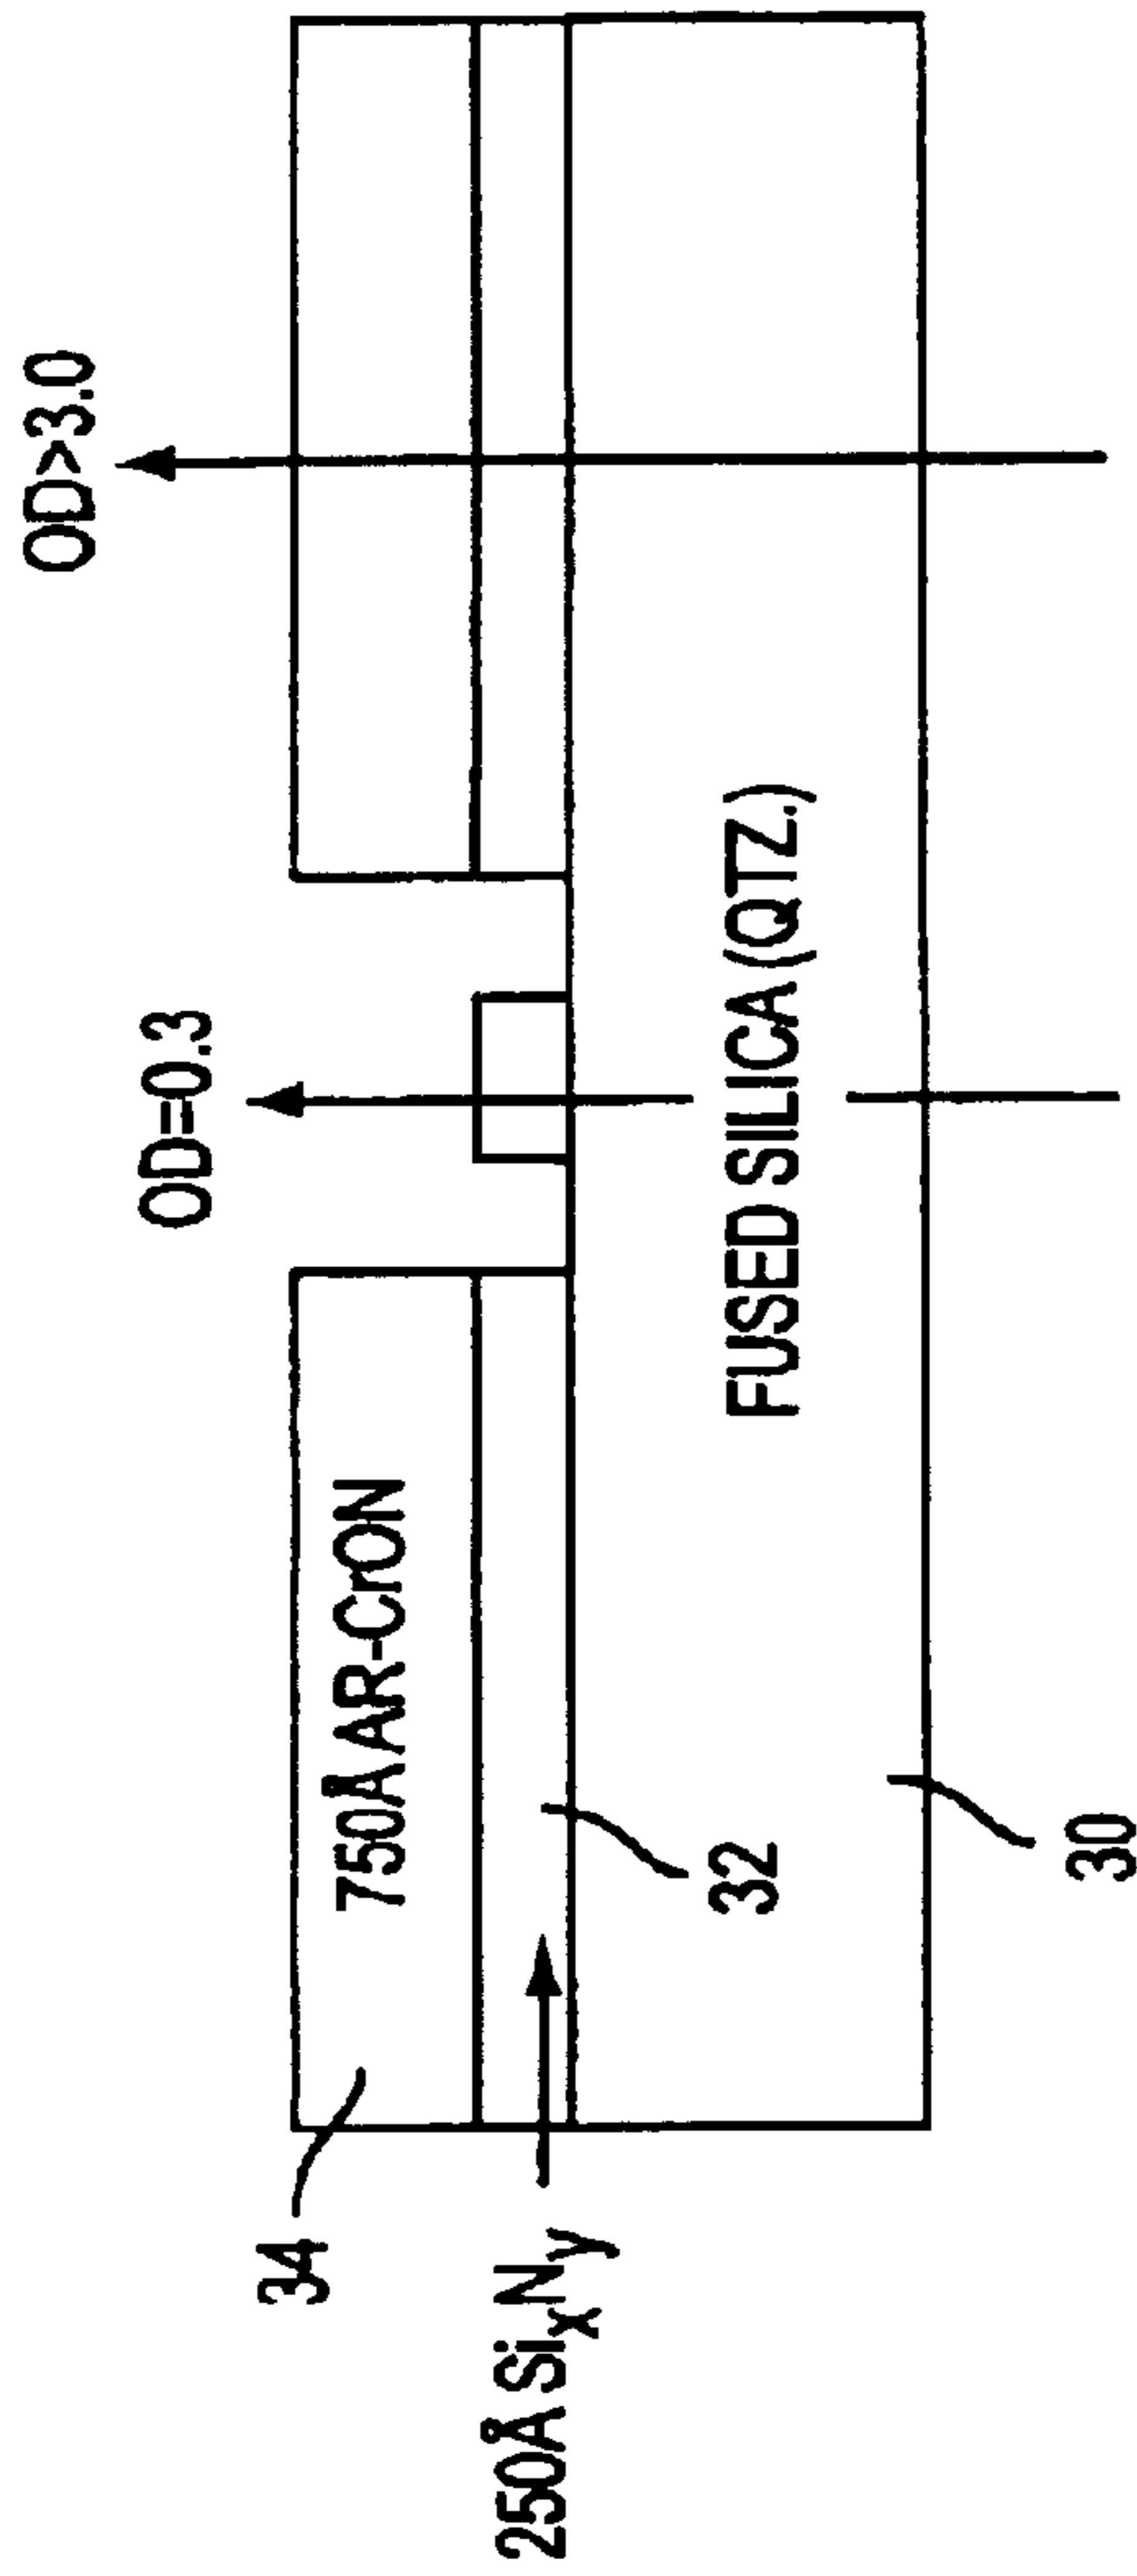 OD>3.0
OD=0.3
750Å AR-CrON
34
250Å SixNy
32
FUSED SILICA (QTZ.)
30